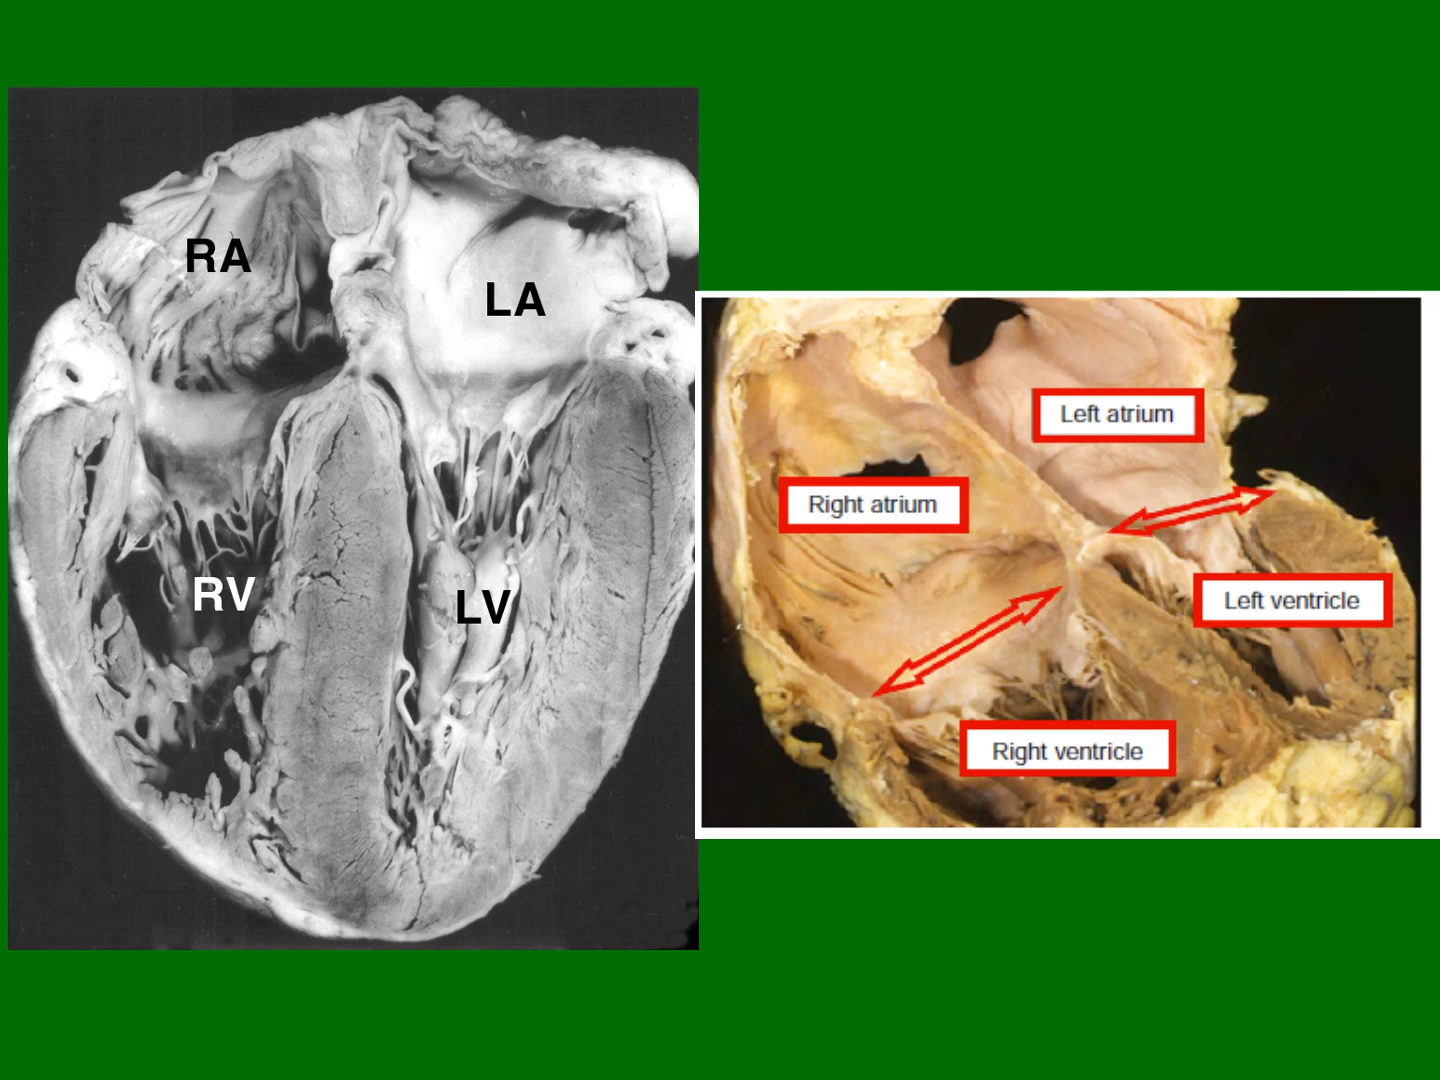 RA
LA
RV
LV
Left atrium
Right atrium
Left ventricle
Right ventricle